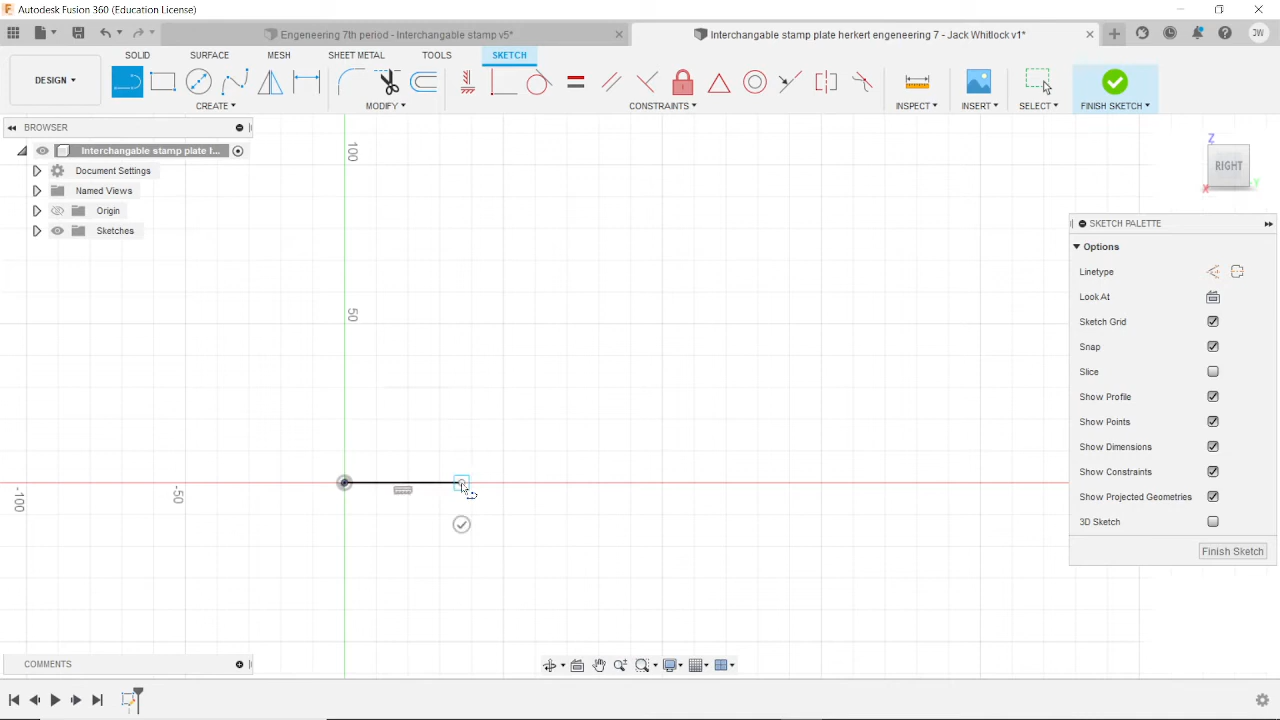 Autodesk Fusion 360 (Education License)
Engeneering 7th period - Interchangable stamp v5*
Interchangable stamp plate herkert engeneering 7 - Jack Whitlock v1*
JW
SOLID SURFACE MESH SHEET METAL TOOLS SKETCH
DESIGN
CREATE MODIFY CONSTRAINTS INSPECT INSERT SELECT FINISH SKETCH
BROWSER
Interchangable stamp plate I...
Document Settings
Named Views
Origin
Sketches
Z
RIGHT
X
Y
SKETCH PALETTE
Options
Linetype
Look At
Sketch Grid
Snap
Slice
Show Profile
Show Points
Show Dimensions
Show Constraints
Show Projected Geometries
3D Sketch
Finish Sketch
100
50
-100
-50
COMMENTS